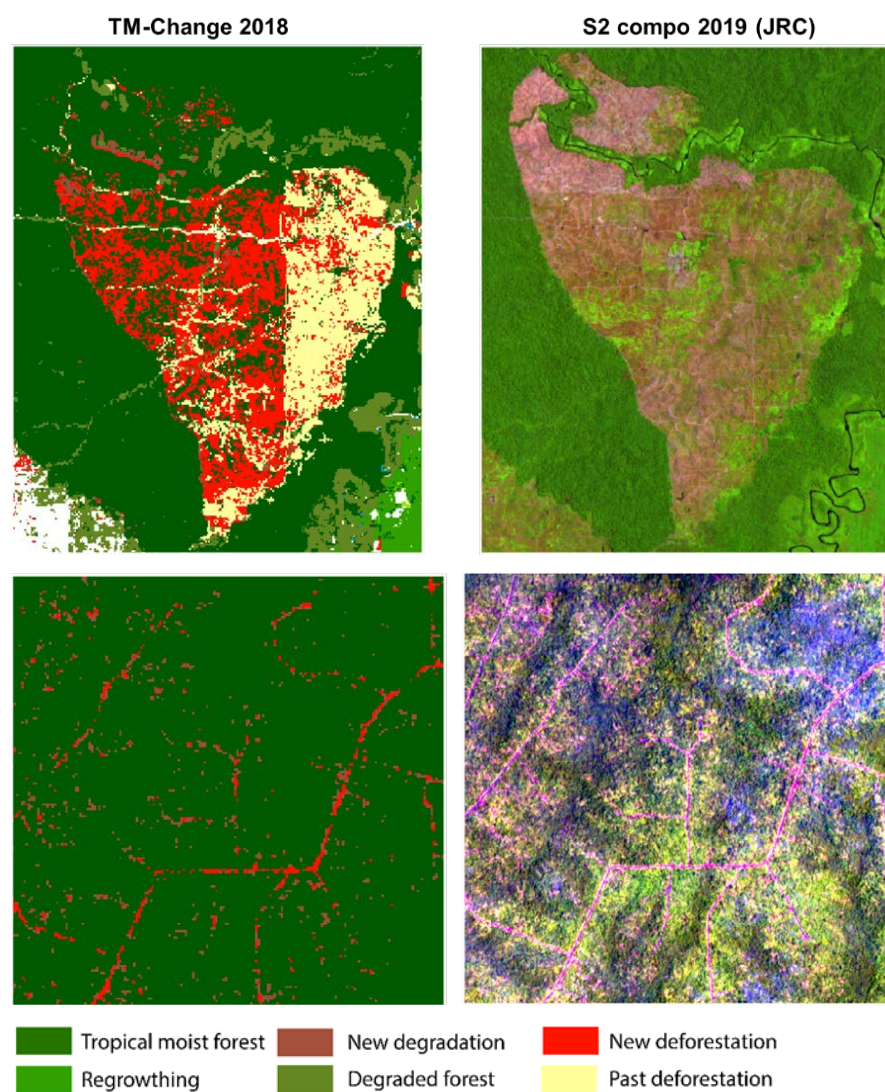 TM-Change 2018
S2 compo 2019 (JRC)
Tropical moist forest
New degradation
New deforestation
Regrowthing
Degraded forest
Past deforestation